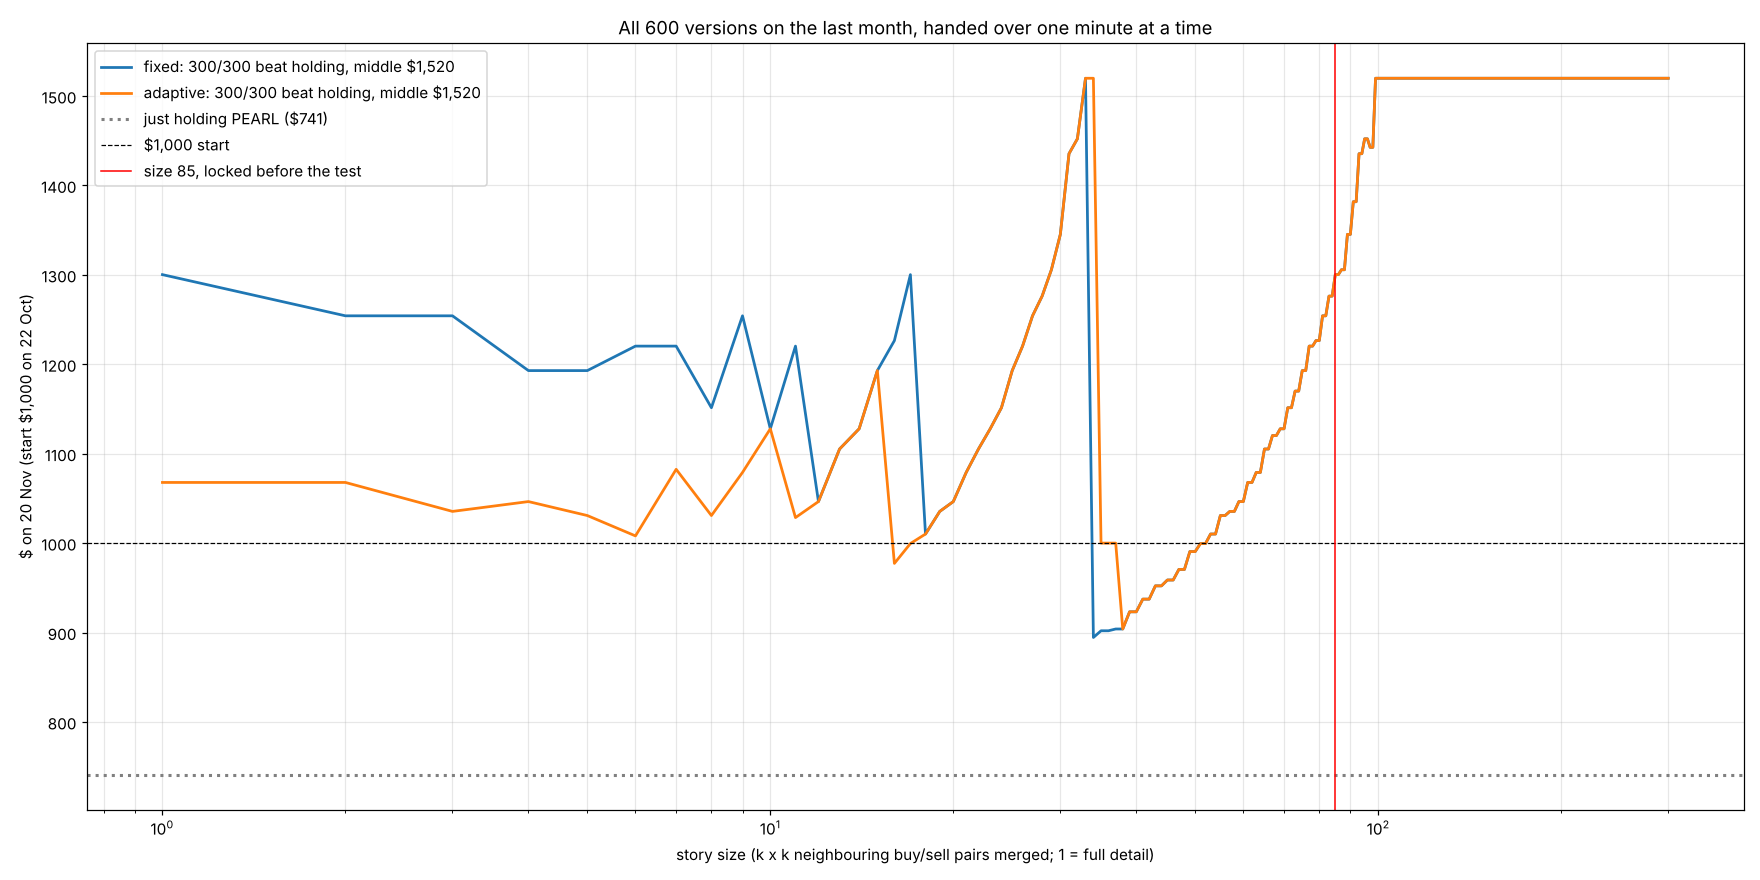 All 600 versions on the last month, handed over one minute at a time
fixed: 300/300 beat holding, middle $1,520
adaptive: 300/300 beat holding, middle $1,520
just holding PEARL ($741)
$1,000 start
size 85, locked before the test
$ on 20 Nov (start $1,000 on 22 Oct)
1500
1400
1300
1200
1100
1000
900
800
10⁰
10¹
10²
story size (k x k neighbouring buy/sell pairs merged; 1 = full detail)